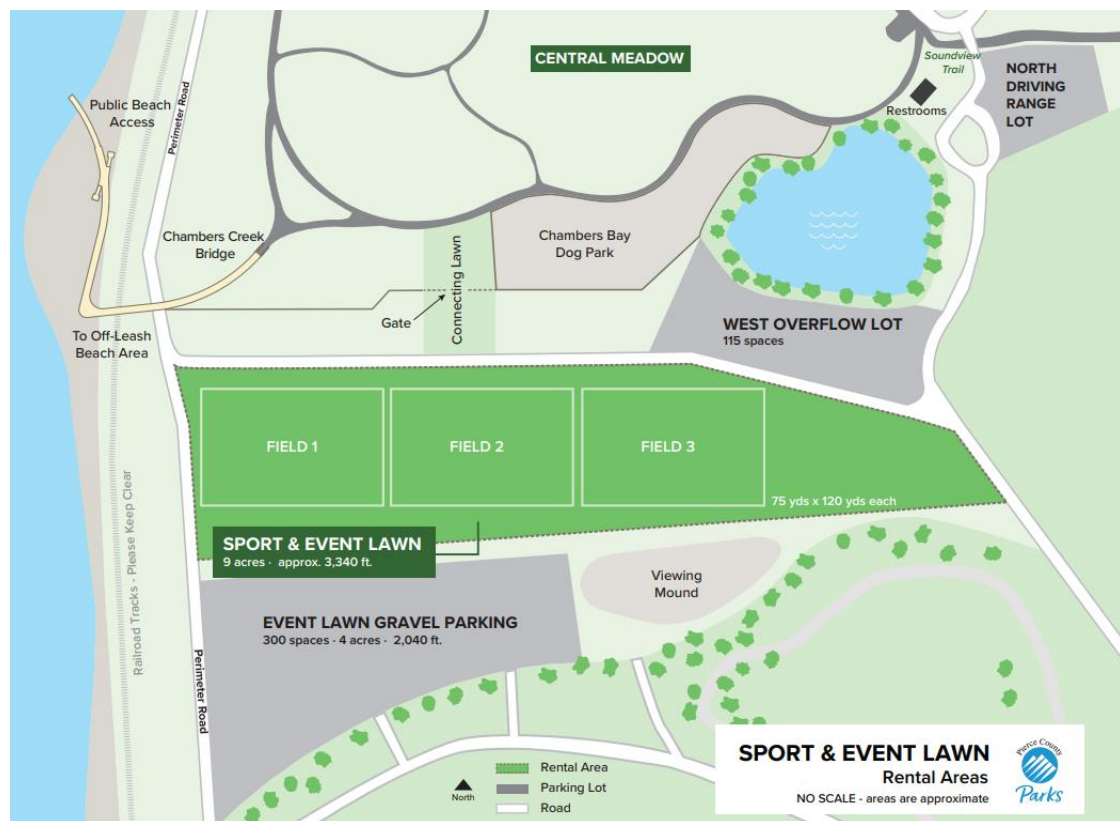 CENTRAL MEADOW
Soundview
Trail
Restrooms
NORTH
DRIVING
RANGE
LOT
Public Beach
Access
Perimeter Road
Chambers Creek
Bridge
Connecting Lawn
Chambers Bay
Dog Park
Gate
To Off-Leash
Beach Area
WEST OVERFLOW LOT
115 spaces
FIELD 1
FIELD 2
FIELD 3
75 yds x 120 yds each
Railroad Tracks - Please Keep Clear
SPORT & EVENT LAWN
9 acres - approx. 3,340 ft.
Viewing
Mound
EVENT LAWN GRAVEL PARKING
300 spaces - 4 acres - 2,040 ft.
Perimeter Road
North
Rental Area
Parking Lot
Road
SPORT & EVENT LAWN
Rental Areas
NO SCALE - areas are approximate
Pierce County
Parks